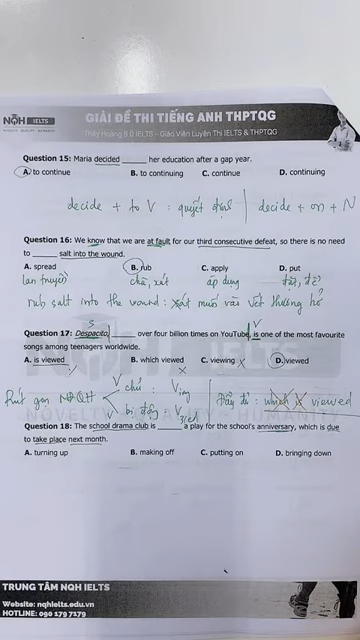 NQH IELTS
GIẢI ĐỀ THI TIẾNG ANH THPTQG
Thầy Hoàng 8.0 IELTS – Giáo Viên Luyện Thi IELTS & THPTQG
Question 15: Maria decided ______ her education after a gap year.
A. to continue B. to continuing C. continue D. continuing
decide + to V : quyết định | decide + on + N
Question 16: We know that we are at fault for our third consecutive defeat, so there is no need
to ______ salt into the wound.
A. spread B. rub C. apply D. put
lan truyền chà, xát áp dụng đặt, để
rub salt into the wound : xát muối vào vết thương hở
S V
Question 17: Despacito, ______ over four billion times on YouTube, is one of the most favourite
songs among teenagers worldwide.
A. is viewed B. which viewed C. viewing D. viewed
Rút gọn MĐQH chủ : Ving Đầy đủ : which is viewed
bị động : V3/ed
NOVELTY QUALITY HUMANITY
Question 18: The school drama club is ______ a play for the school's anniversary, which is due
to take place next month.
A. turning up B. making off C. putting on D. bringing down
TRUNG TÂM NQH IELTS
Website: nqhielts.edu.vn
HOTLINE: 090 179 7179